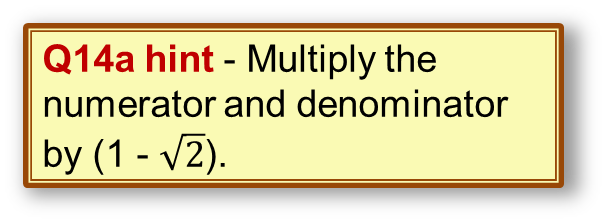 Q14a hint - Multiply the
numerator and denominator
by (1 - √2).